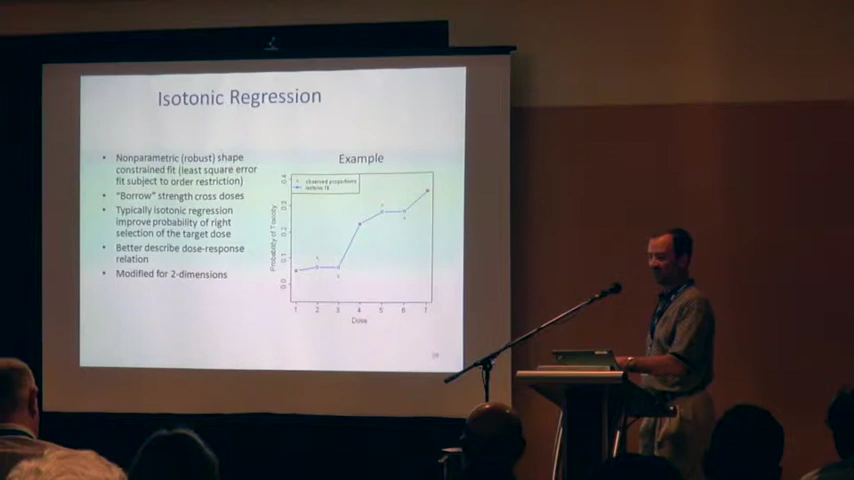 Isotonic Regression
• Nonparametric (robust) shape
constrained fit (least square error
fit subject to order restriction)
• "Borrow" strength cross doses
• Typically isotonic regression
improve probability of right
selection of the target dose
• Better describe dose-response
relation
• Modified for 2-dimensions
Example
observed proportions
isotonic fit
Probability of Toxicity
0.4
0.3
0.2
0.1
0.0
1 2 3 4 5 6 7
Dose